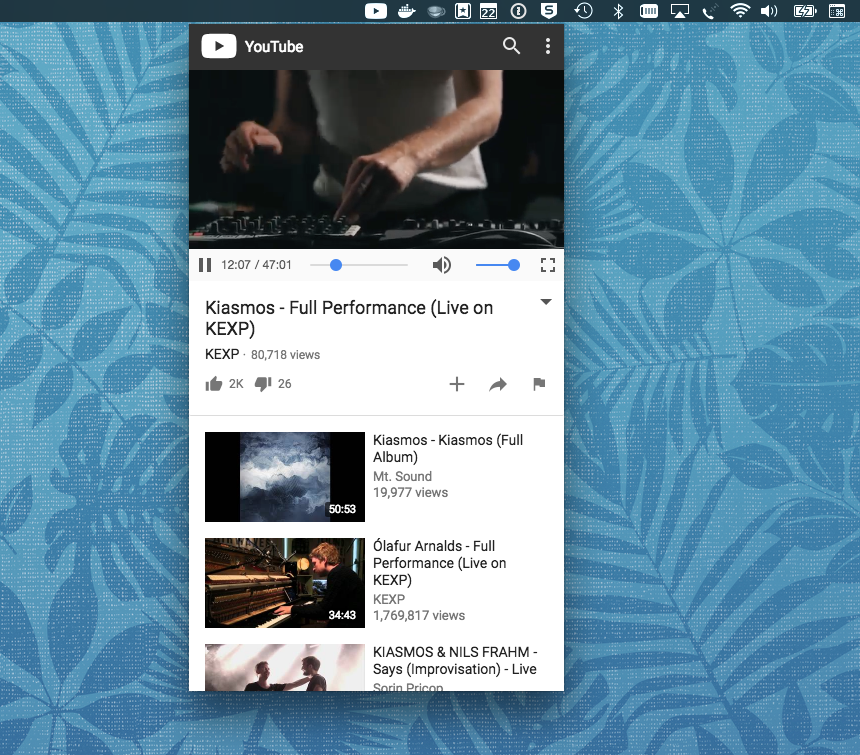 22
YouTube
12:07 / 47:01
Kiasmos - Full Performance (Live on
KEXP)
KEXP · 80,718 views
2K
26
Kiasmos - Kiasmos (Full
Album)
Mt. Sound
19,977 views
50:53
Ólafur Arnalds - Full
Performance (Live on
KEXP)
KEXP
1,769,817 views
34:43
KIASMOS & NILS FRAHM -
Says (Improvisation) - Live
Sorin Pricop